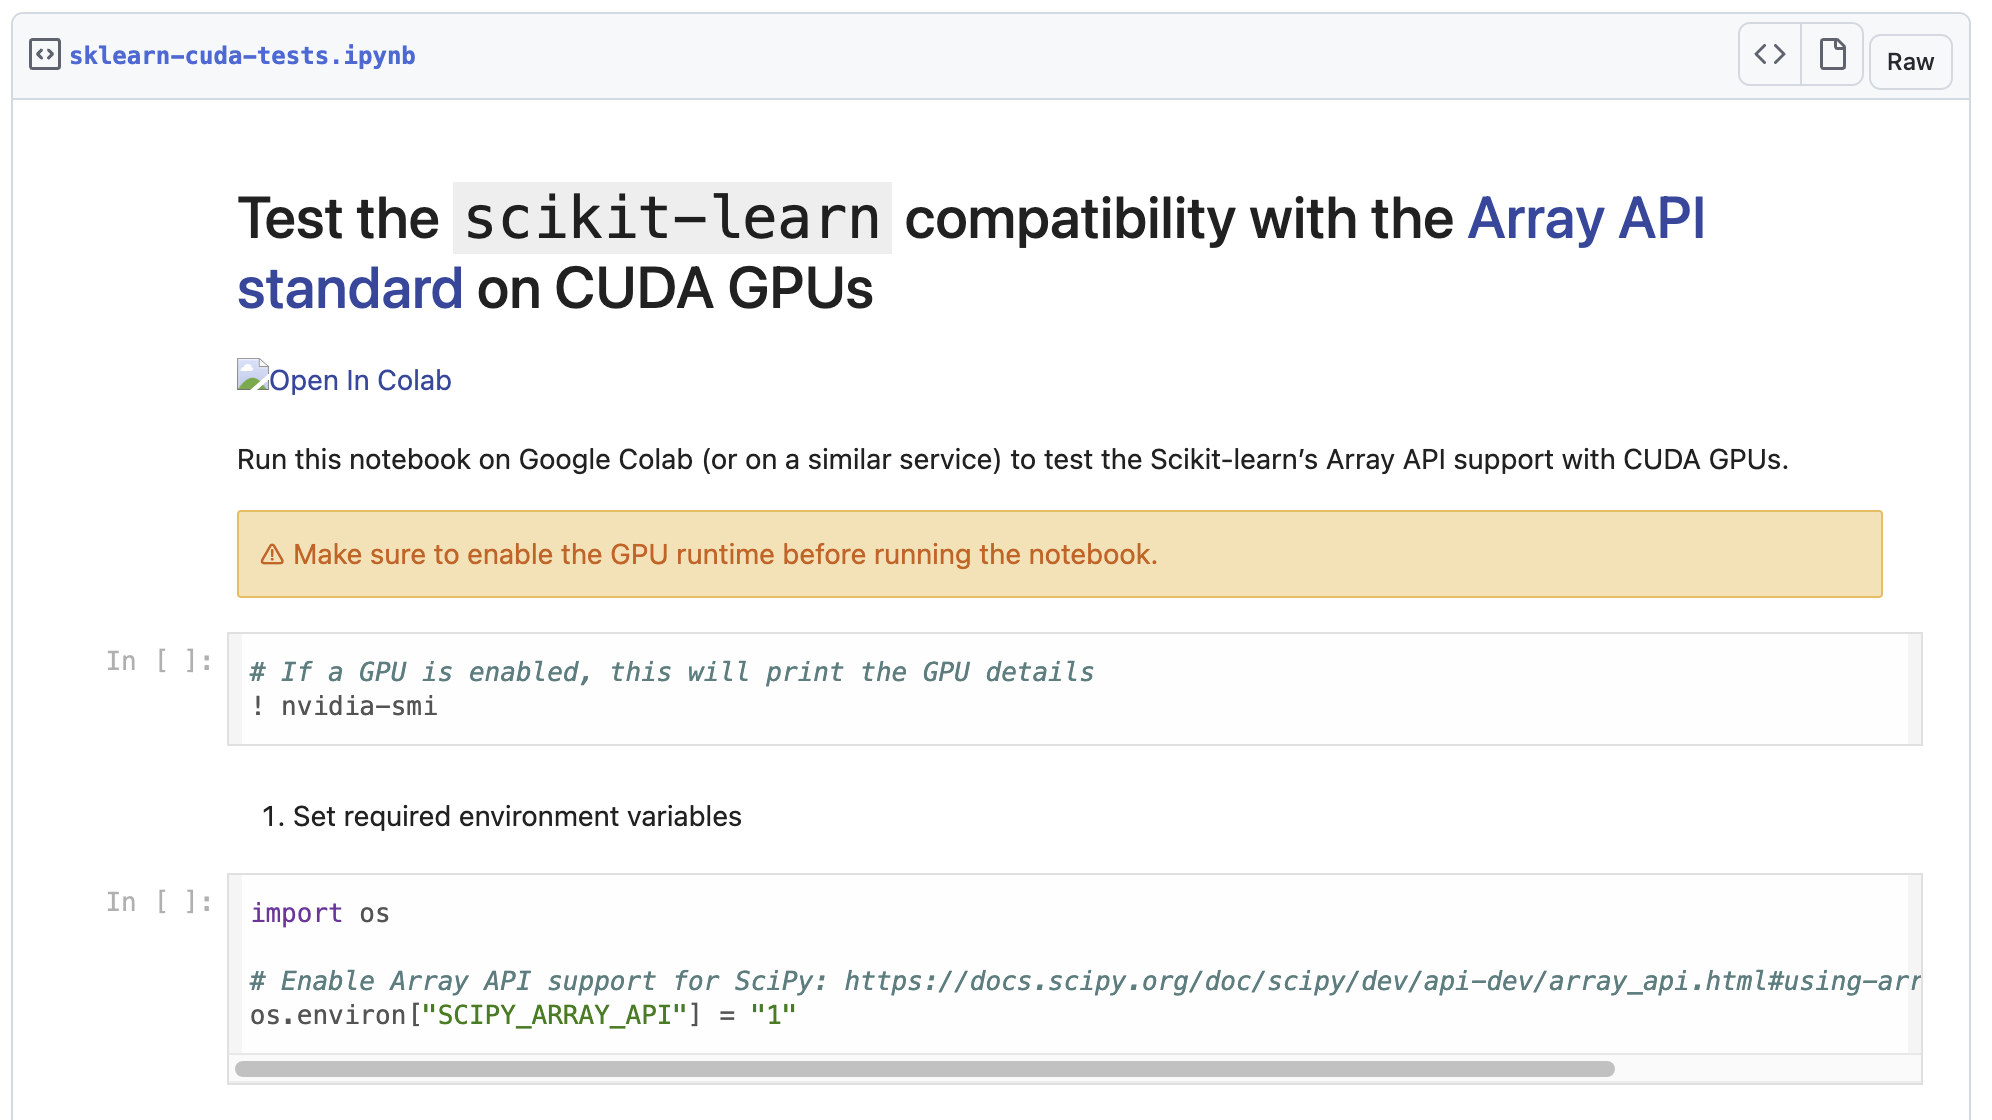 sklearn-cuda-tests.ipynb
Raw
Test the scikit-learn compatibility with the Array API
standard on CUDA GPUs
Open In Colab
Run this notebook on Google Colab (or on a similar service) to test the Scikit-learn’s Array API support with CUDA GPUs.
⚠ Make sure to enable the GPU runtime before running the notebook.
In [ ]:
# If a GPU is enabled, this will print the GPU details
! nvidia-smi
1. Set required environment variables
In [ ]:
import os
# Enable Array API support for SciPy: https://docs.scipy.org/doc/scipy/dev/api-dev/array_api.html#using-arr
os.environ["SCIPY_ARRAY_API"] = "1"